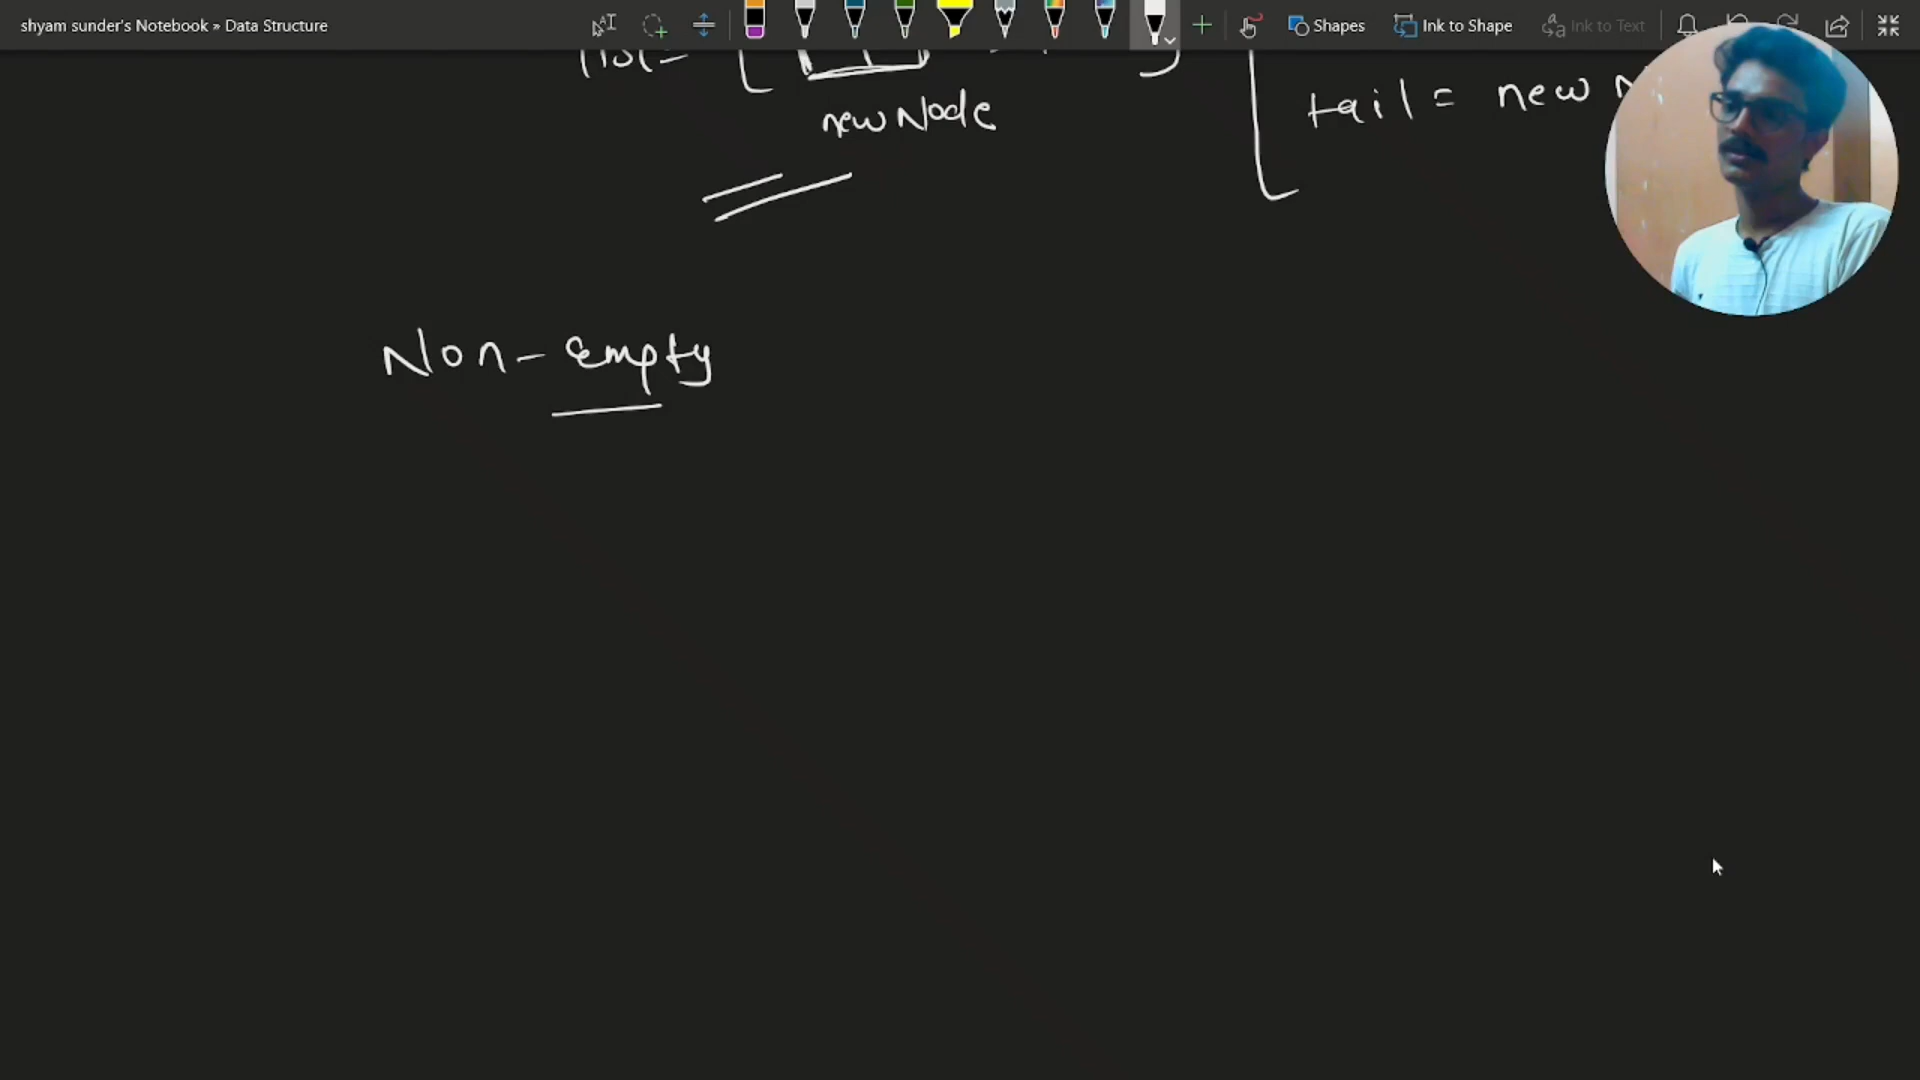 shyam sunder's Notebook » Data Structure
Shapes
Ink to Shape
Ink to Text
newNode
tail = new
Non-empty